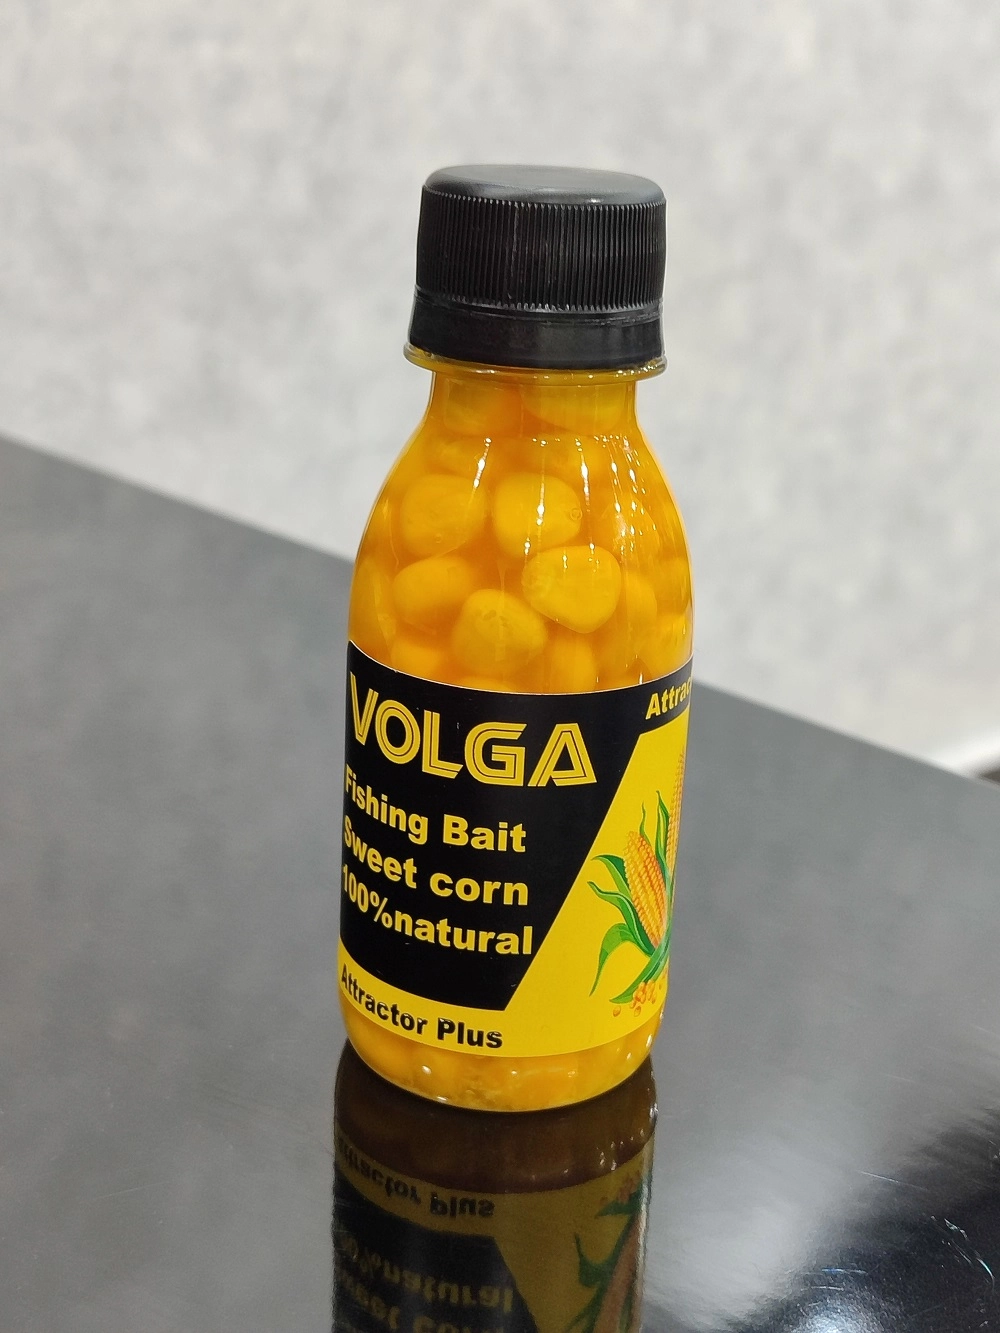 VOLGA
Fishing Bait
Sweet corn
100%natural
Attractor Plus